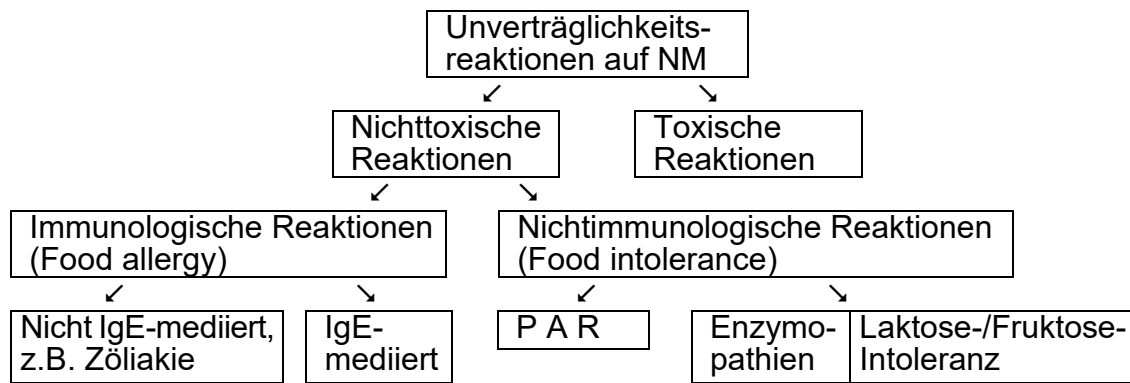 Unverträglichkeits-
reaktionen auf NM
Nichttoxische
Reaktionen
Toxische
Reaktionen
Immunologische Reaktionen
(Food allergy)
Nichtimmunologische Reaktionen
(Food intolerance)
Nicht IgE-mediiert,
z.B. Zöliakie
IgE-
mediiert
P A R
Enzymo-
pathien
Laktose-/Fruktose-
Intoleranz